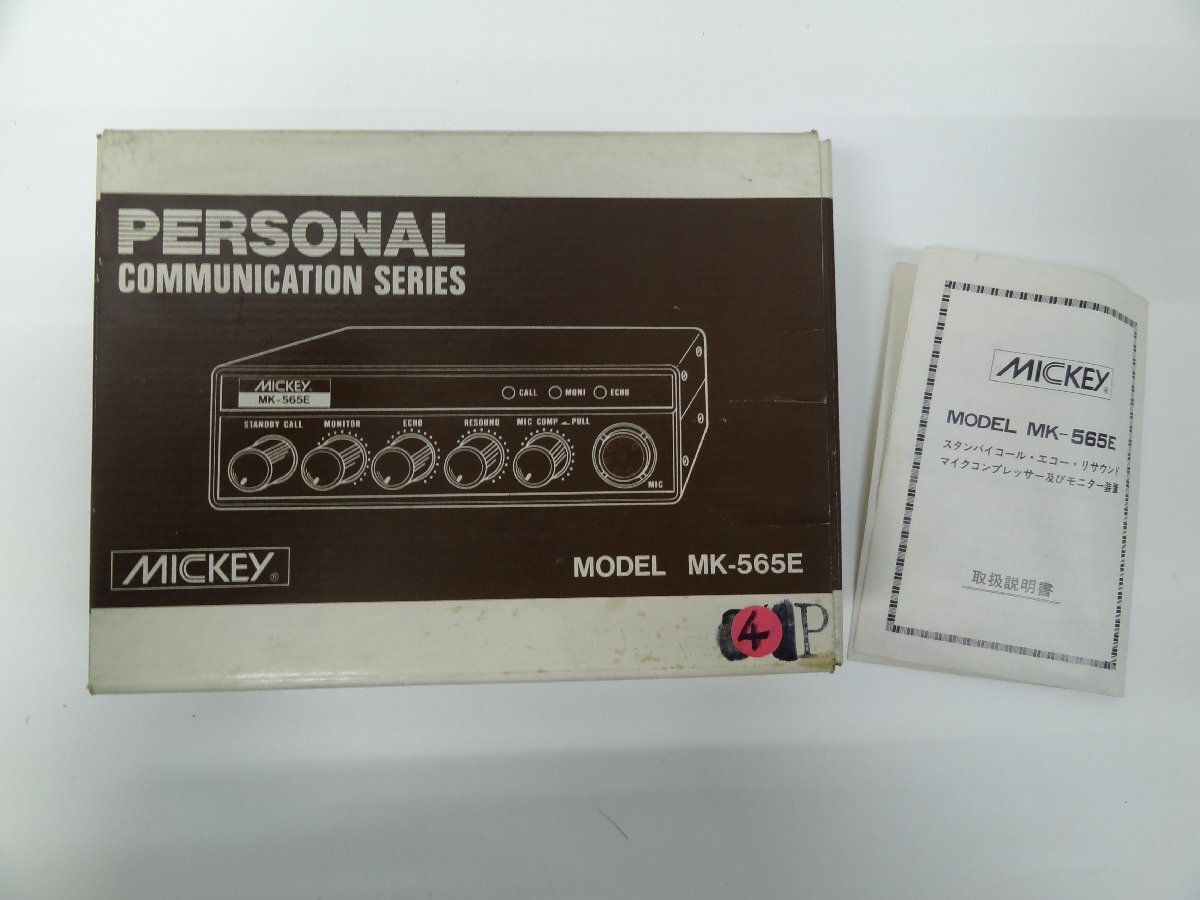 PERSONAL
COMMUNICATION SERIES
MICKEY®
MK-565E
CALL MONI ECHO
STANDBY CALL MONITOR ECHO RESOUND MIC COMP PULL
MIC
MICKEY®
MODEL MK-565E
4P
MICKEY®
MODEL MK-565E
スタンバイコール・エコー・リサウンド
マイクコンプレッサー及びモニター装置
取扱説明書